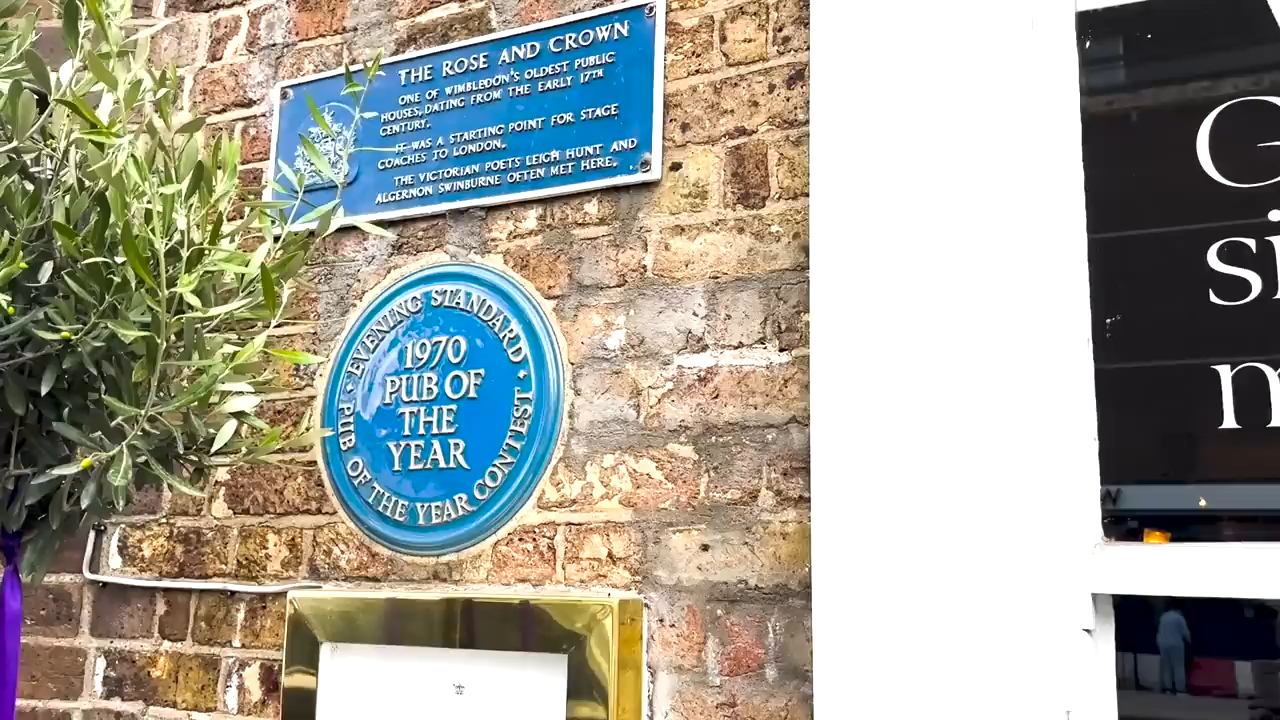 THE ROSE AND CROWN
ONE OF WIMBLEDON'S OLDEST PUBLIC
HOUSES, DATING FROM THE EARLY 17TH
CENTURY.
IT WAS A STARTING POINT FOR STAGE
COACHES TO LONDON.
THE VICTORIAN POETS LEIGH HUNT AND
ALGERNON SWINBURNE OFTEN MET HERE.
EVENING STANDARD
1970
PUB OF
THE
YEAR
PUB OF THE YEAR CONTEST
si